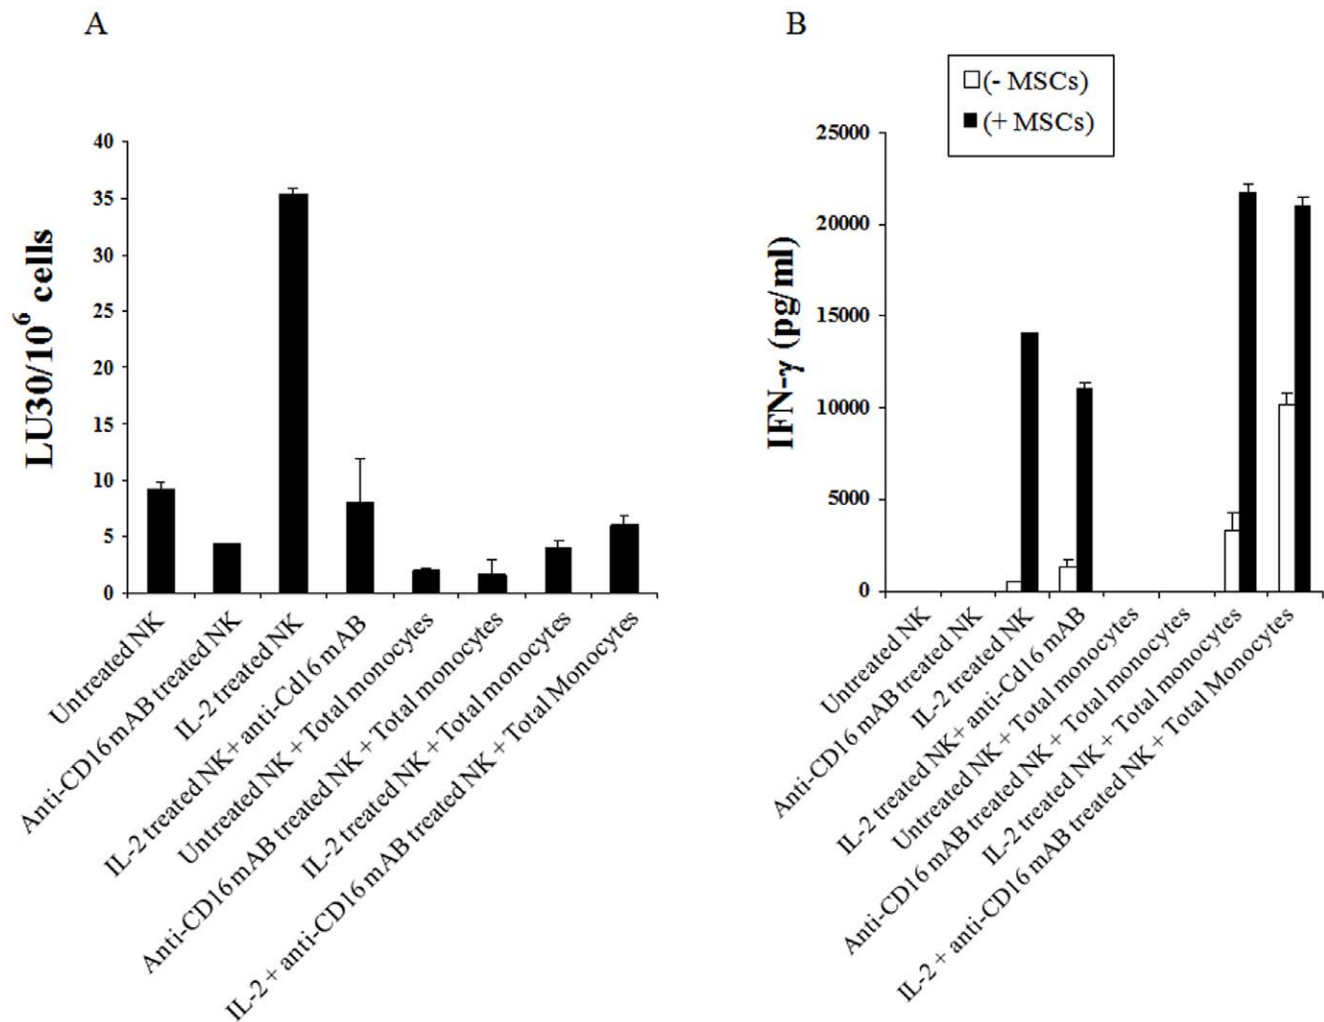 A
LU30/10⁶ cells
40
35
30
25
20
15
10
5
0
Untreated NK
Anti-CD16 mAB treated NK
IL-2 treated NK
IL-2 treated NK+ anti-Cd16 mAB
Untreated NK + Total monocytes
Anti-CD16 mAB treated NK + Total monocytes
IL-2 treated NK + Total monocytes
IL-2 + anti-CD16 mAB treated NK + Total Monocytes
B
(- MSCs)
(+ MSCs)
IFN-γ (pg/ml)
25000
20000
15000
10000
5000
0
Untreated NK
Anti-CD16 mAB treated NK
IL-2 treated NK
IL-2 treated NK+ anti-Cd16 mAB
Untreated NK + Total monocytes
Anti-CD16 mAB treated NK + Total monocytes
IL-2 treated NK + Total monocytes
IL-2 + anti-CD16 mAB treated NK + Total Monocytes